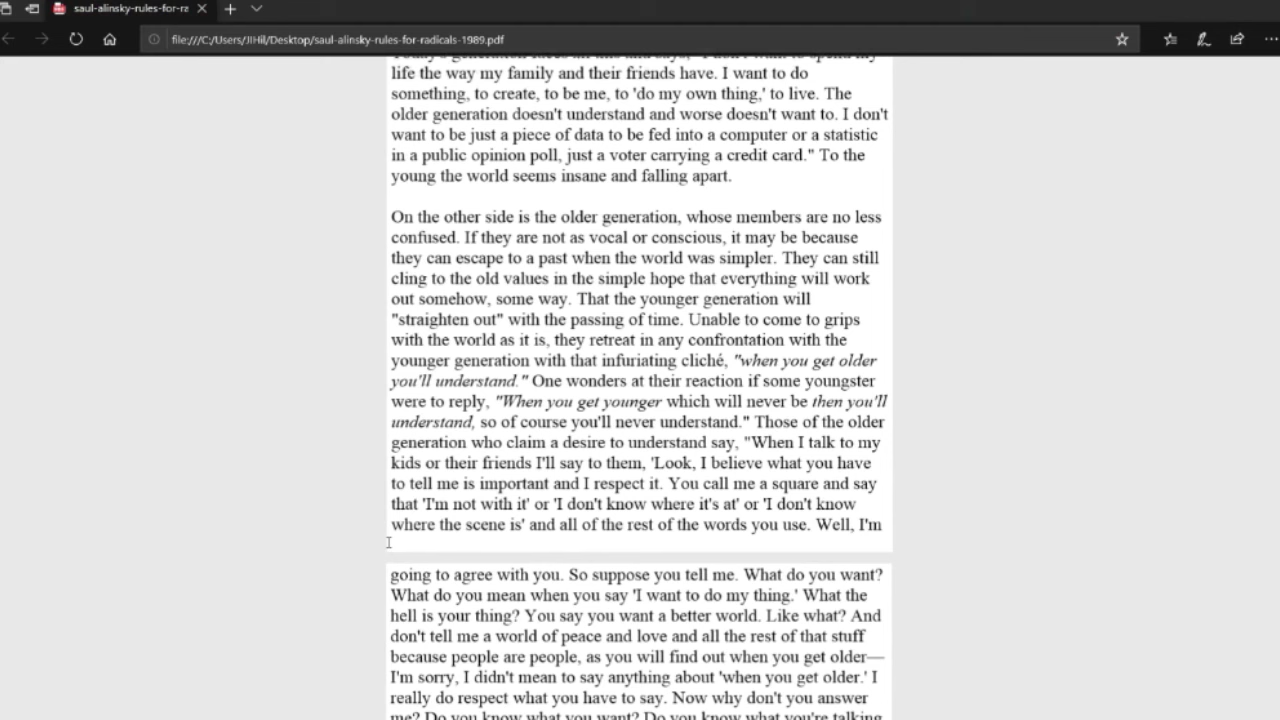 saul-alinsky-rules-for-ra
file:///C:/Users/JIHil/Desktop/saul-alinsky-rules-for-radicals-1989.pdf
life the way my family and their friends have. I want to do
something, to create, to be me, to 'do my own thing,' to live. The
older generation doesn't understand and worse doesn't want to. I don't
want to be just a piece of data to be fed into a computer or a statistic
in a public opinion poll, just a voter carrying a credit card." To the
young the world seems insane and falling apart.
On the other side is the older generation, whose members are no less
confused. If they are not as vocal or conscious, it may be because
they can escape to a past when the world was simpler. They can still
cling to the old values in the simple hope that everything will work
out somehow, some way. That the younger generation will
"straighten out" with the passing of time. Unable to come to grips
with the world as it is, they retreat in any confrontation with the
younger generation with that infuriating cliché, "when you get older
you'll understand." One wonders at their reaction if some youngster
were to reply, "When you get younger which will never be then you'll
understand, so of course you'll never understand." Those of the older
generation who claim a desire to understand say, "When I talk to my
kids or their friends I'll say to them, 'Look, I believe what you have
to tell me is important and I respect it. You call me a square and say
that 'I'm not with it' or 'I don't know where it's at' or 'I don't know
where the scene is' and all of the rest of the words you use. Well, I'm
going to agree with you. So suppose you tell me. What do you want?
What do you mean when you say 'I want to do my thing.' What the
hell is your thing? You say you want a better world. Like what? And
don't tell me a world of peace and love and all the rest of that stuff
because people are people, as you will find out when you get older—
I'm sorry, I didn't mean to say anything about 'when you get older.' I
really do respect what you have to say. Now why don't you answer
me? Do you know what you want? Do you know what you're talking